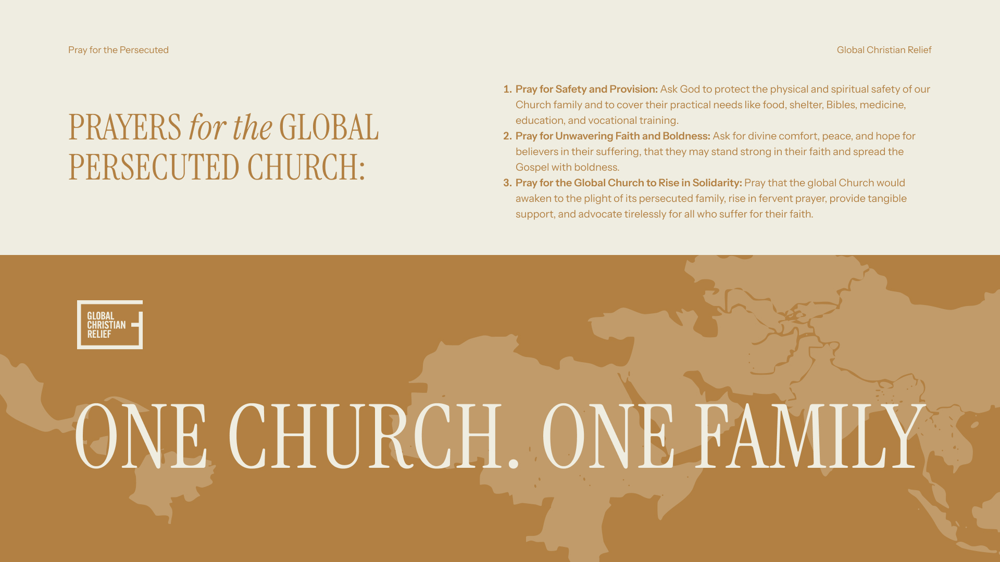 Pray for the Persecuted
Global Christian Relief
PRAYERS for the GLOBAL
PERSECUTED CHURCH:
1. Pray for Safety and Provision: Ask God to protect the physical and spiritual safety of our
Church family and to cover their practical needs like food, shelter, Bibles, medicine,
education, and vocational training.
2. Pray for Unwavering Faith and Boldness: Ask for divine comfort, peace, and hope for
believers in their suffering, that they may stand strong in their faith and spread the
Gospel with boldness.
3. Pray for the Global Church to Rise in Solidarity: Pray that the global Church would
awaken to the plight of its persecuted family, rise in fervent prayer, provide tangible
support, and advocate tirelessly for all who suffer for their faith.
GLOBAL
CHRISTIAN
RELIEF
ONE CHURCH. ONE FAMILY